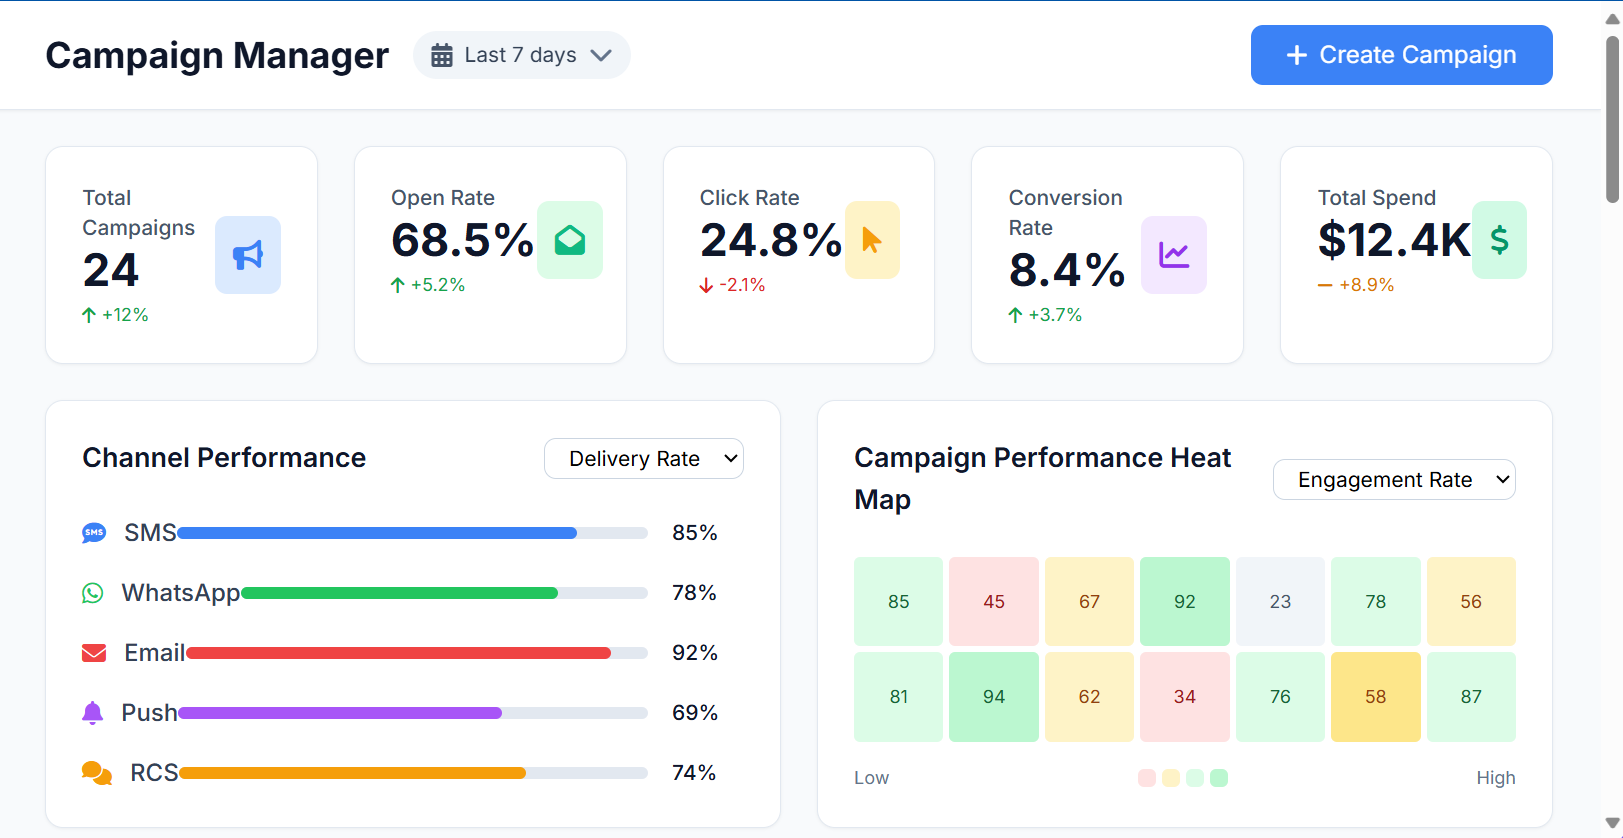 Campaign Manager
Last 7 days
+ Create Campaign
Total
Campaigns
24
+12%
Open Rate
68.5%
+5.2%
Click Rate
24.8%
-2.1%
Conversion
Rate
8.4%
+3.7%
Total Spend
$12.4K
$
+8.9%
Channel Performance
Delivery Rate
SMS SMS 85%
WhatsApp 78%
Email 92%
Push 69%
RCS 74%
Campaign Performance Heat
Map
Engagement Rate
85 45 67 92 23 78 56
81 94 62 34 76 58 87
Low High